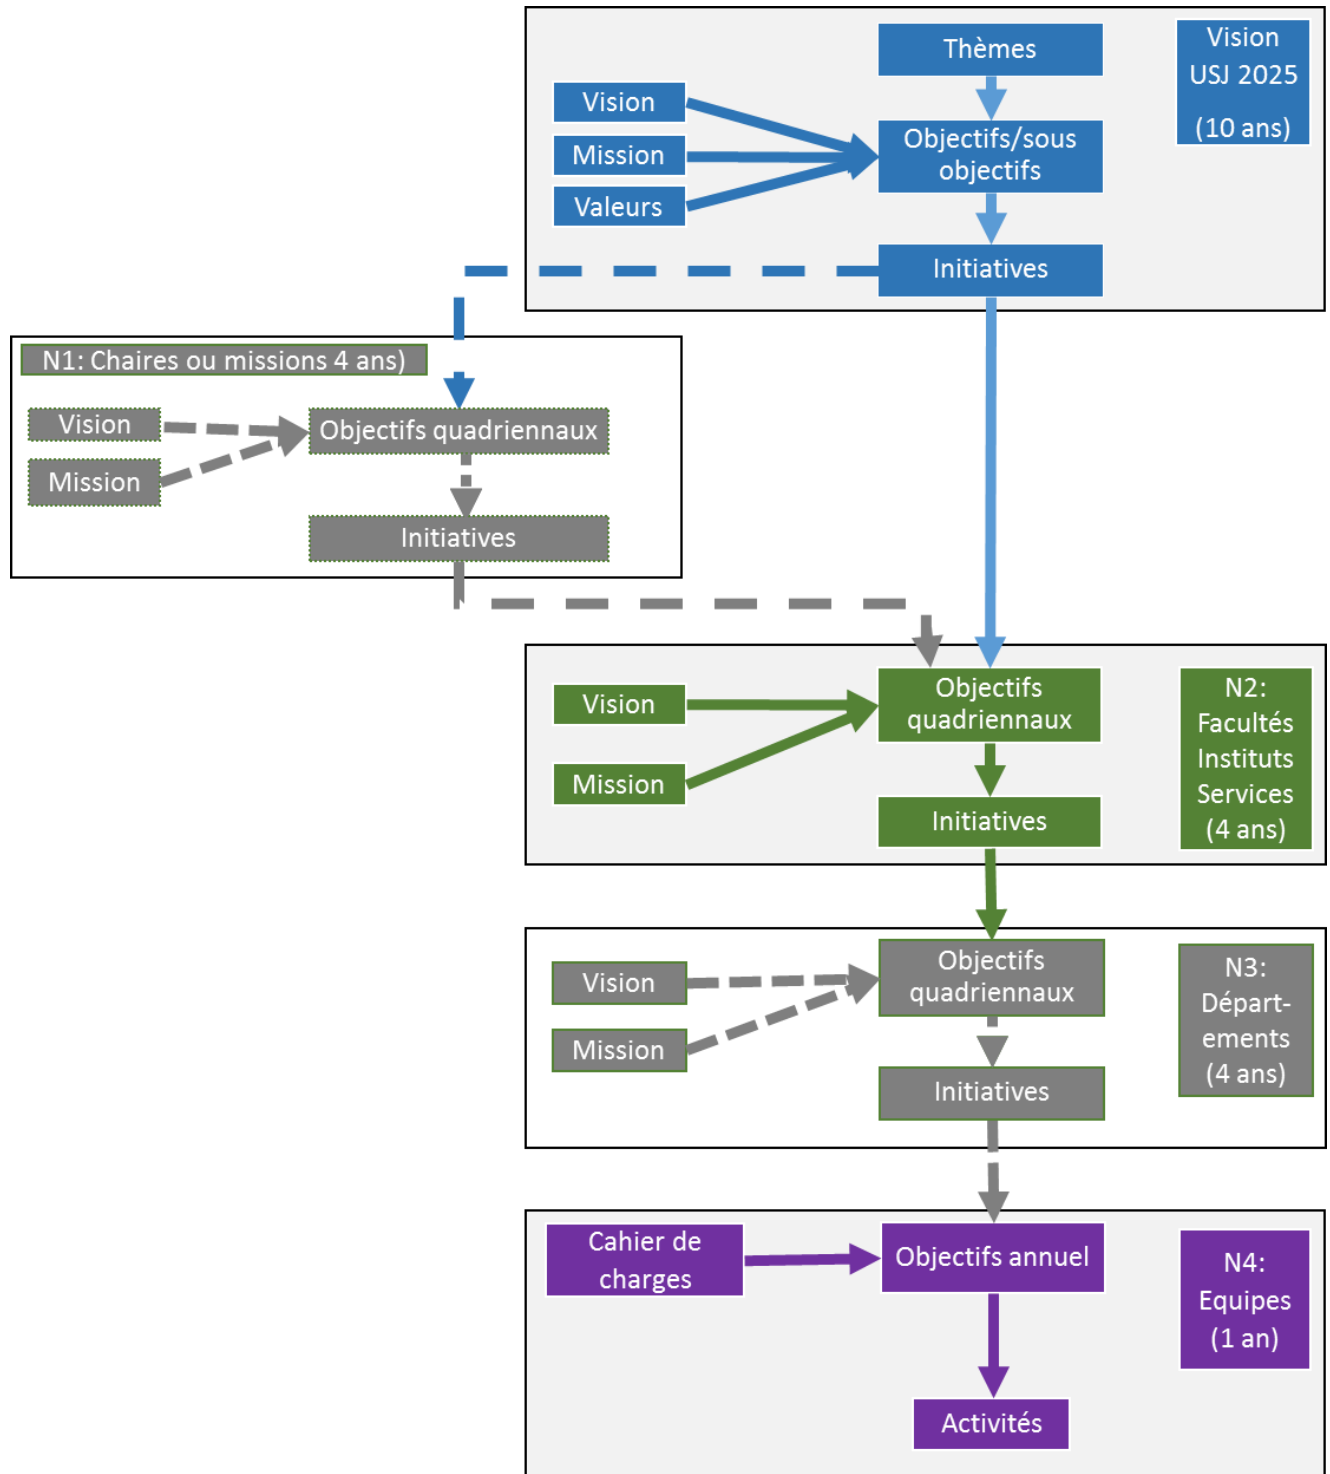 Thèmes
Vision
USJ 2025
(10 ans)
Vision
Mission
Valeurs
Objectifs/sous
objectifs
Initiatives
N1: Chaires ou missions 4 ans)
Vision
Mission
Objectifs quadriennaux
Initiatives
Vision
Mission
Objectifs
quadriennaux
Initiatives
N2:
Facultés
Instituts
Services
(4 ans)
Vision
Mission
Objectifs
quadriennaux
Initiatives
N3:
Départ-
ements
(4 ans)
Cahier de
charges
Objectifs annuel
Activités
N4:
Equipes
(1 an)